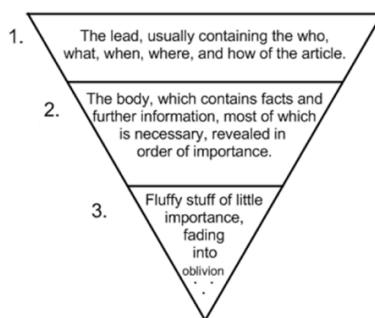 1.
The lead, usually containing the who,
what, when, where, and how of the article.
2.
The body, which contains facts and
further information, most of which
is necessary, revealed in
order of importance.
3.
Fluffy stuff of little
importance,
fading
into
oblivion
. .
.